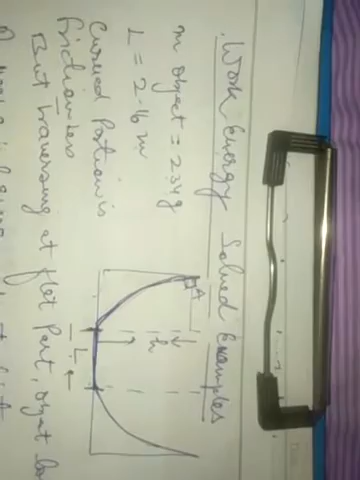 Work Energy Solved Examples
m object = 234 g
L = 2.16 m
Curved Portion is
frictionless
But traversing at flat Part, object
A
h
L